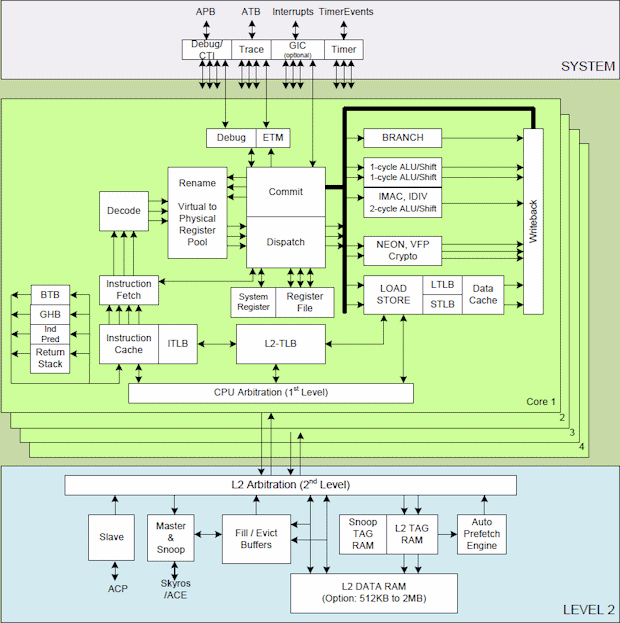 APB
ATB
Interrupts
TimerEvents
Debug/
CTI
Trace
GIC
(optional)
Timer
SYSTEM
Debug
ETM
BRANCH
1-cycle ALU/Shift
1-cycle ALU/Shift
IMAC, IDIV
2-cycle ALU/Shift
Writeback
Rename
Virtual to
Physical
Register
Pool
Commit
Dispatch
Decode
NEON, VFP
Crypto
Instruction
Fetch
System
Register
Register
File
LOAD
STORE
LTLB
STLB
Data
Cache
BTB
GHB
Ind
Pred
Return
Stack
Instruction
Cache
ITLB
L2-TLB
CPU Arbitration (1st Level)
Core 1
2
3
4
L2 Arbitration (2nd Level)
Slave
Master
&
Snoop
Fill / Evict
Buffers
Snoop
TAG
RAM
L2 TAG
RAM
Auto
Prefetch
Engine
ACP
Skyros
/ACE
L2 DATA RAM
(Option: 512KB to 2MB)
LEVEL 2